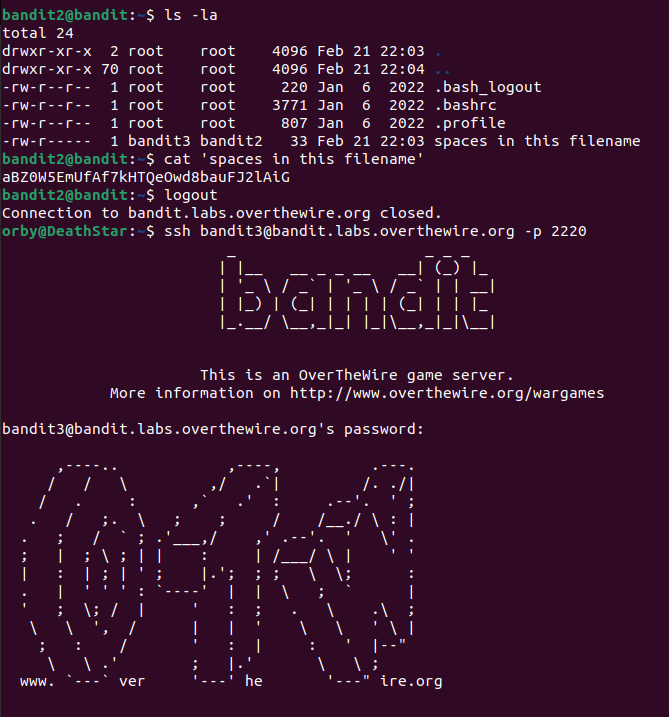 bandit2@bandit:~$ ls -la
total 24
drwxr-xr-x  2 root    root    4096 Feb 21 22:03 .
drwxr-xr-x 70 root    root    4096 Feb 21 22:04 ..
-rw-r--r--  1 root    root     220 Jan  6  2022 .bash_logout
-rw-r--r--  1 root    root    3771 Jan  6  2022 .bashrc
-rw-r--r--  1 root    root     807 Jan  6  2022 .profile
-rw-r-----  1 bandit3 bandit2   33 Feb 21 22:03 spaces in this filename
bandit2@bandit:~$ cat 'spaces in this filename'
aBZ0W5EmUfAf7kHTQeOwd8bauFJ2lAiG
bandit2@bandit:~$ logout
Connection to bandit.labs.overthewire.org closed.
orby@DeathStar:~$ ssh bandit3@bandit.labs.overthewire.org -p 2220
bandit
This is an OverTheWire game server.
More information on http://www.overthewire.org/wargames
bandit3@bandit.labs.overthewire.org's password:
www. ver he ire.org